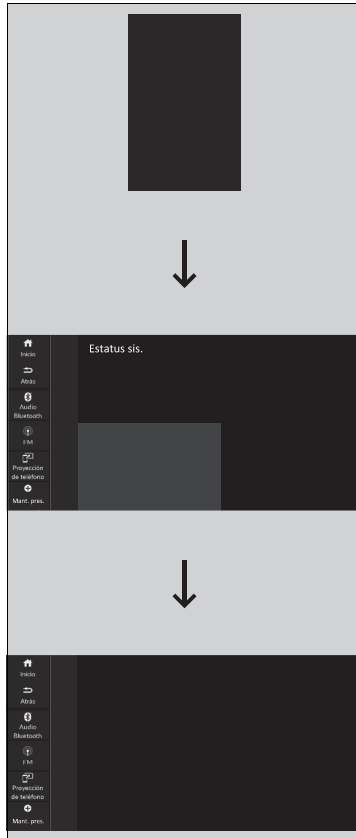 Inicio
Estatus sis.
Atrás
Audio
Bluetooth
FM
Proyección
de teléfono
Mant. pres.
Inicio
Atrás
Audio
Bluetooth
FM
Proyección
de teléfono
Mant. pres.